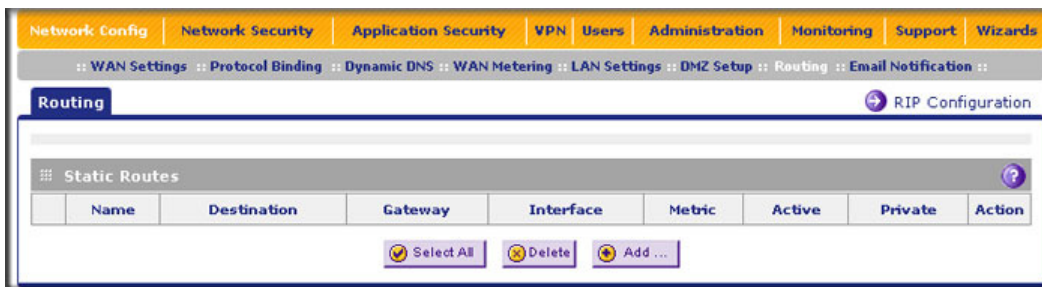 Network Config Network Security Application Security VPN Users Administration Monitoring Support Wizards
:: WAN Settings :: Protocol Binding :: Dynamic DNS :: WAN Metering :: LAN Settings :: DMZ Setup :: Routing :: Email Notification ::
Routing RIP Configuration
Static Routes ?
Name Destination Gateway Interface Metric Active Private Action
Select All Delete Add ...